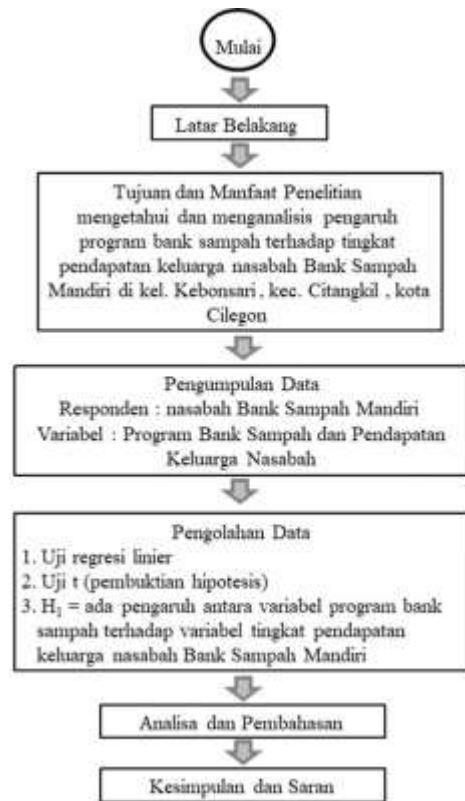 Mulai
Latar Belakang
Tujuan dan Manfaat Penelitian
mengetahui dan menganalisis pengaruh
program bank sampah terhadap tingkat
pendapatan keluarga nasabah Bank Sampah
Mandiri di kel. Kebonsari , kec. Citangkil , kota
Cilegon
Pengumpulan Data
Responden : nasabah Bank Sampah Mandiri
Variabel : Program Bank Sampah dan Pendapatan
Keluarga Nasabah
Pengolahan Data
1. Uji regresi linier
2. Uji t (pembuktian hipotesis)
3. H₁ = ada pengaruh antara variabel program bank
sampah terhadap variabel tingkat pendapatan
keluarga nasabah Bank Sampah Mandiri
Analisa dan Pembahasan
Kesimpulan dan Saran